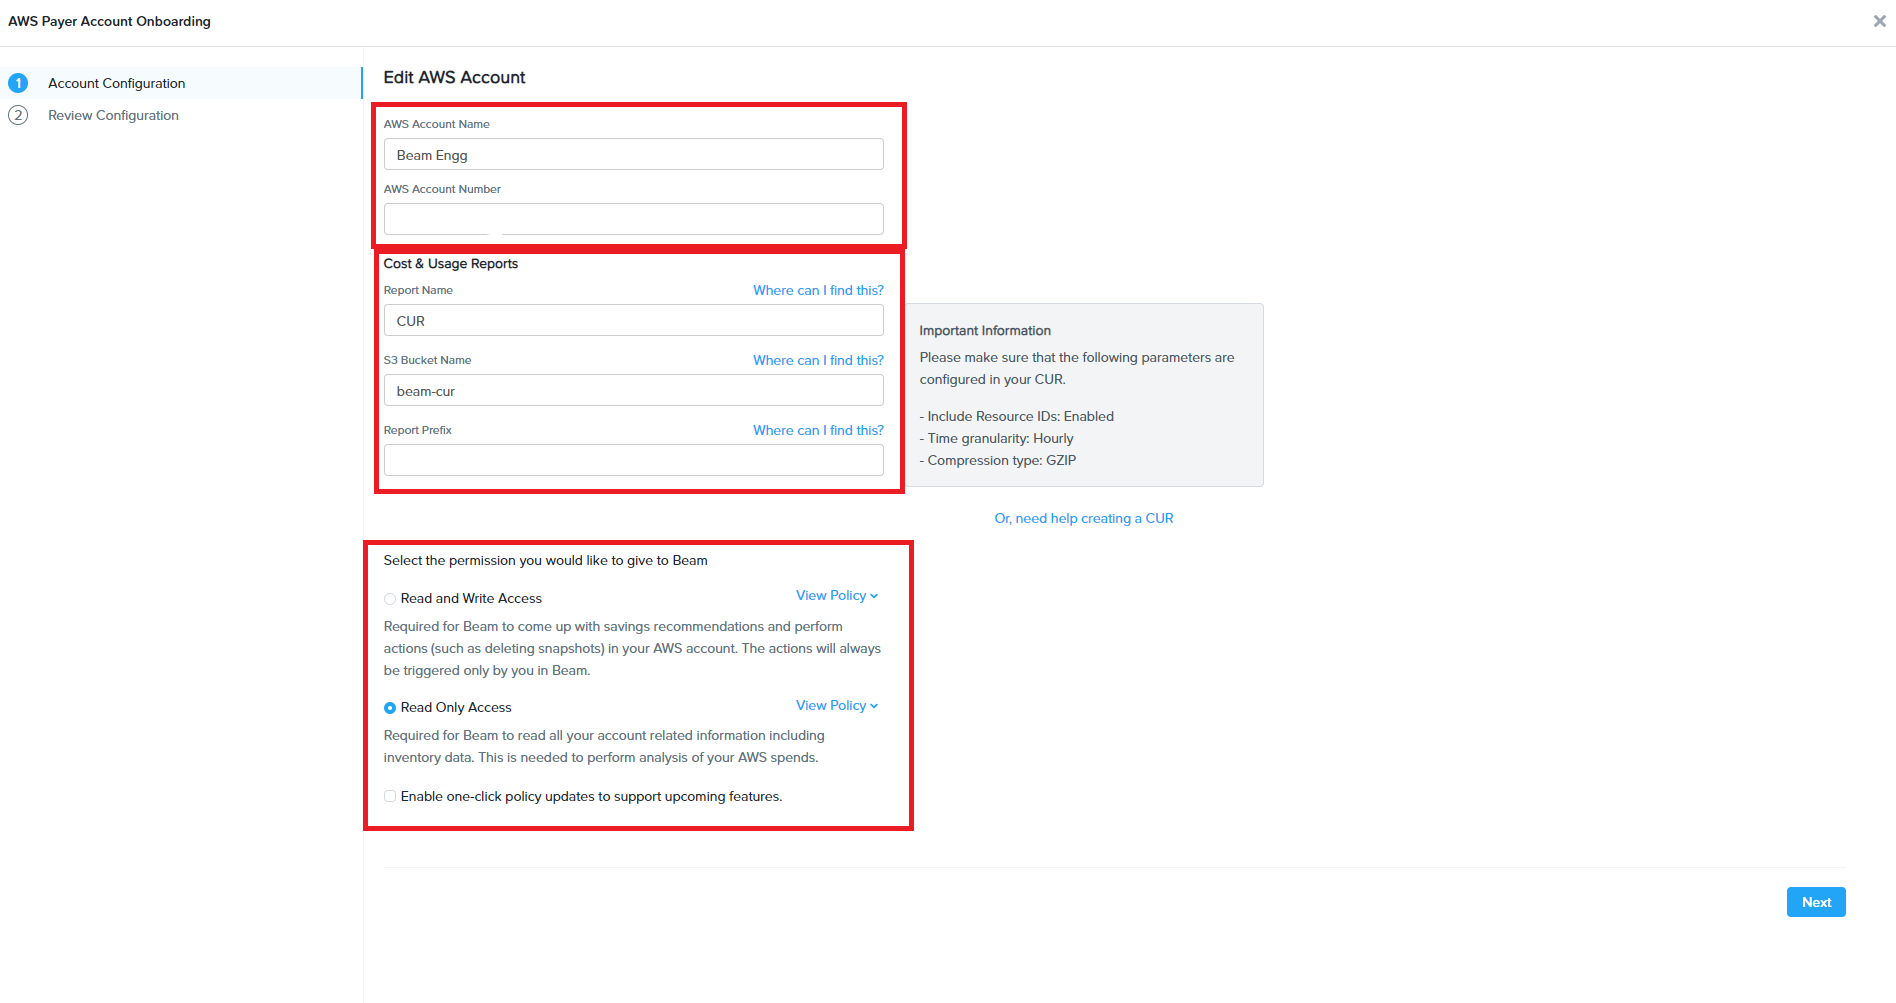 AWS Payer Account Onboarding
1 Account Configuration
2 Review Configuration
Edit AWS Account
AWS Account Name
Beam Engg
AWS Account Number
Cost & Usage Reports
Report Name Where can I find this?
CUR
S3 Bucket Name Where can I find this?
beam-cur
Report Prefix Where can I find this?
Important Information
Please make sure that the following parameters are
configured in your CUR.
- Include Resource IDs: Enabled
- Time granularity: Hourly
- Compression type: GZIP
Or, need help creating a CUR
Select the permission you would like to give to Beam
Read and Write Access View Policy
Required for Beam to come up with savings recommendations and perform
actions (such as deleting snapshots) in your AWS account. The actions will always
be triggered only by you in Beam.
Read Only Access View Policy
Required for Beam to read all your account related information including
inventory data. This is needed to perform analysis of your AWS spends.
Enable one-click policy updates to support upcoming features.
Next